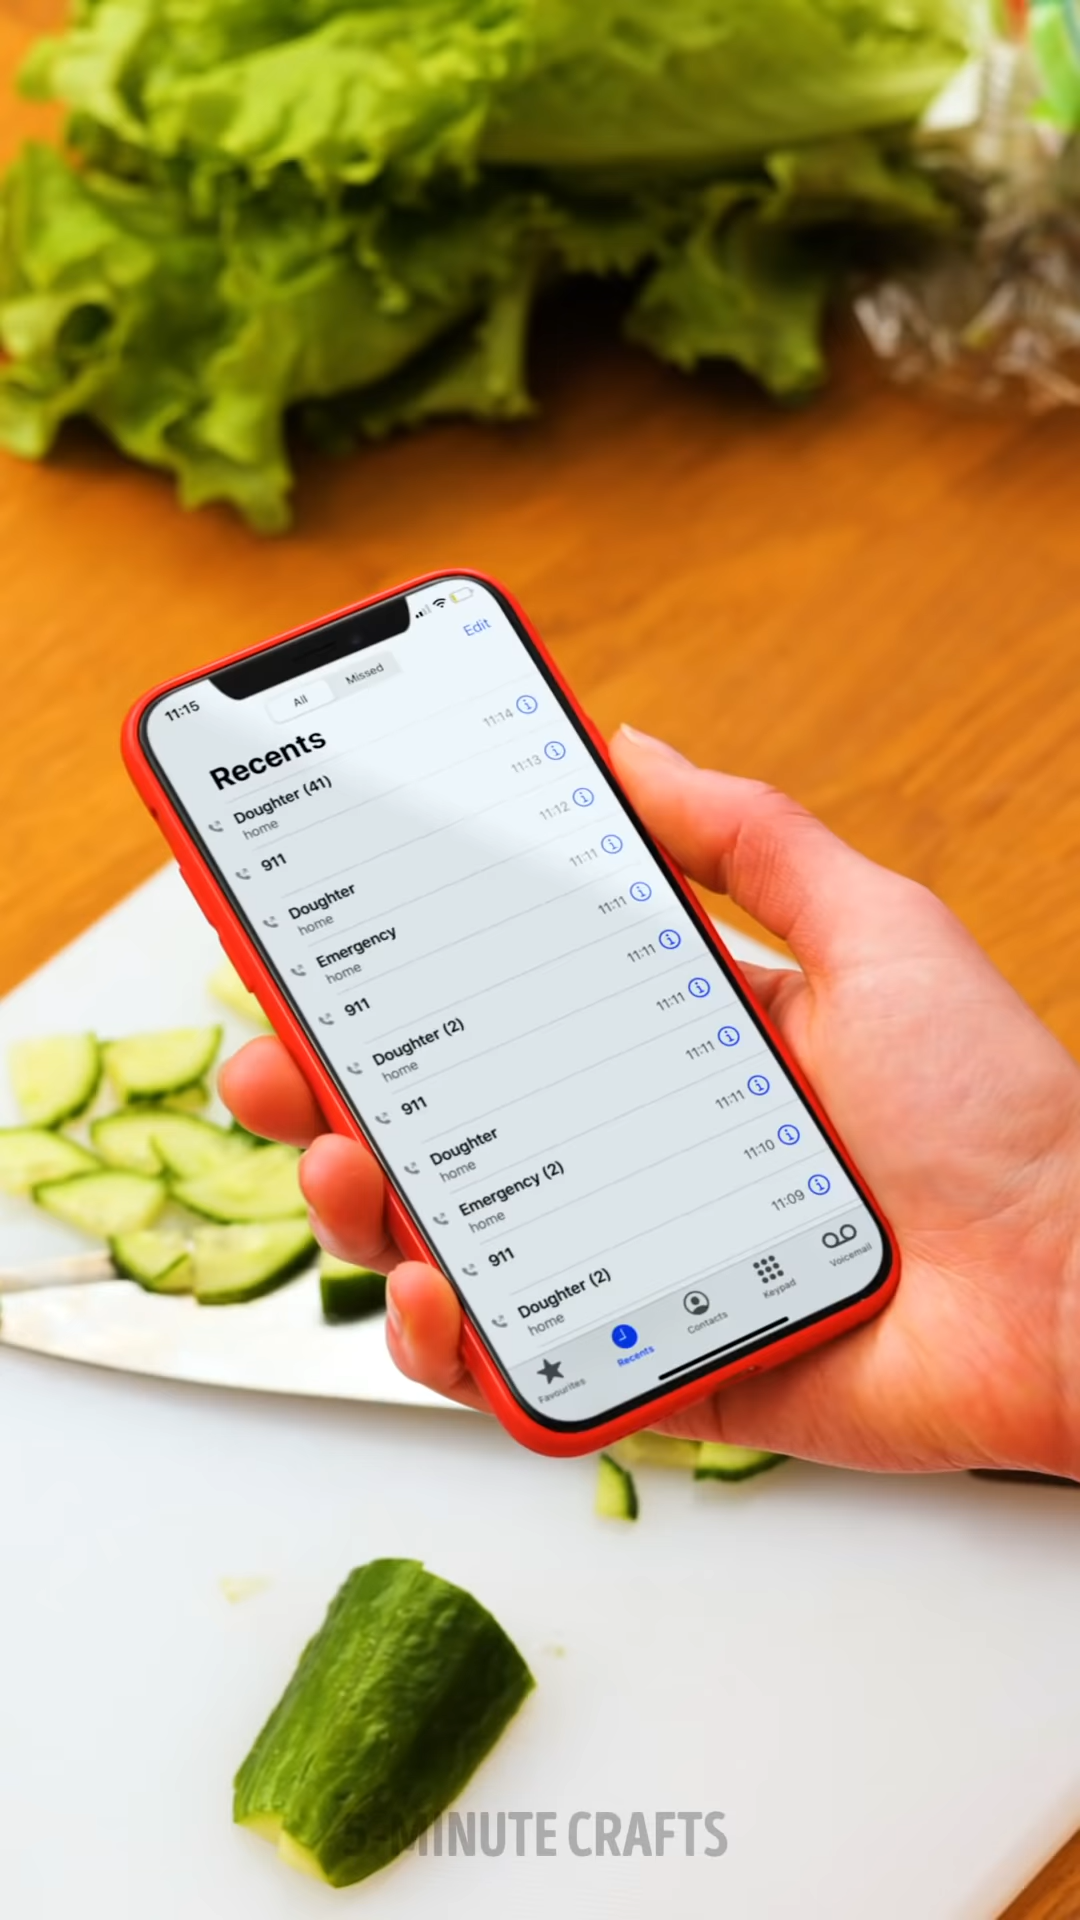 11:15
All
Missed
Edit
Recents
Doughter (41)
home
11:14
911
11:13
Doughter
home
11:12
Emergency
home
11:11
911
11:11
Doughter (2)
home
11:11
911
11:11
Doughter
home
11:11
Emergency (2)
home
11:11
911
11:10
Doughter (2)
home
11:09
Favourites
Recents
Contacts
Keypad
Voicemail
5-MINUTE CRAFTS